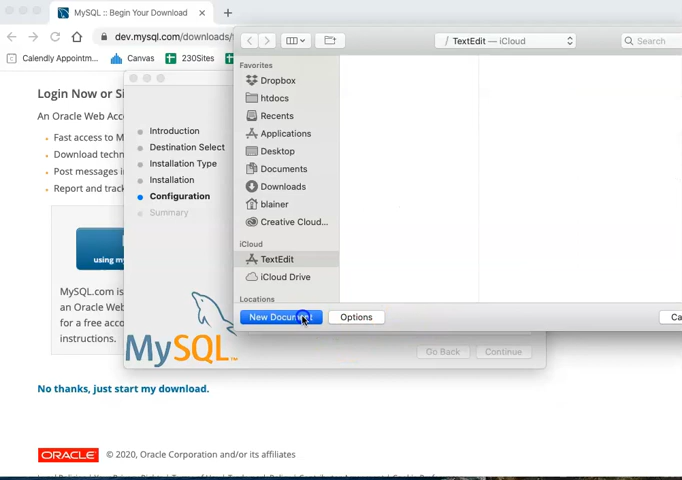 MySQL :: Begin Your Download
dev.mysql.com/downloads/
Calendly Appointm...
Canvas
230Sites
TextEdit — iCloud
Search
Favorites
Dropbox
htdocs
Recents
Applications
Desktop
Documents
Downloads
blainer
Creative Cloud...
iCloud
TextEdit
iCloud Drive
Locations
New Document
Options
Ca
Login Now or Si
An Oracle Web Acc
Fast access to M
Download techn
Post messages i
Report and track
using my
MySQL.com is
an Oracle Web
for a free acco
instructions.
Introduction
Destination Select
Installation Type
Installation
Configuration
Summary
MySQL™
Go Back
Continue
No thanks, just start my download.
ORACLE
© 2020, Oracle Corporation and/or its affiliates